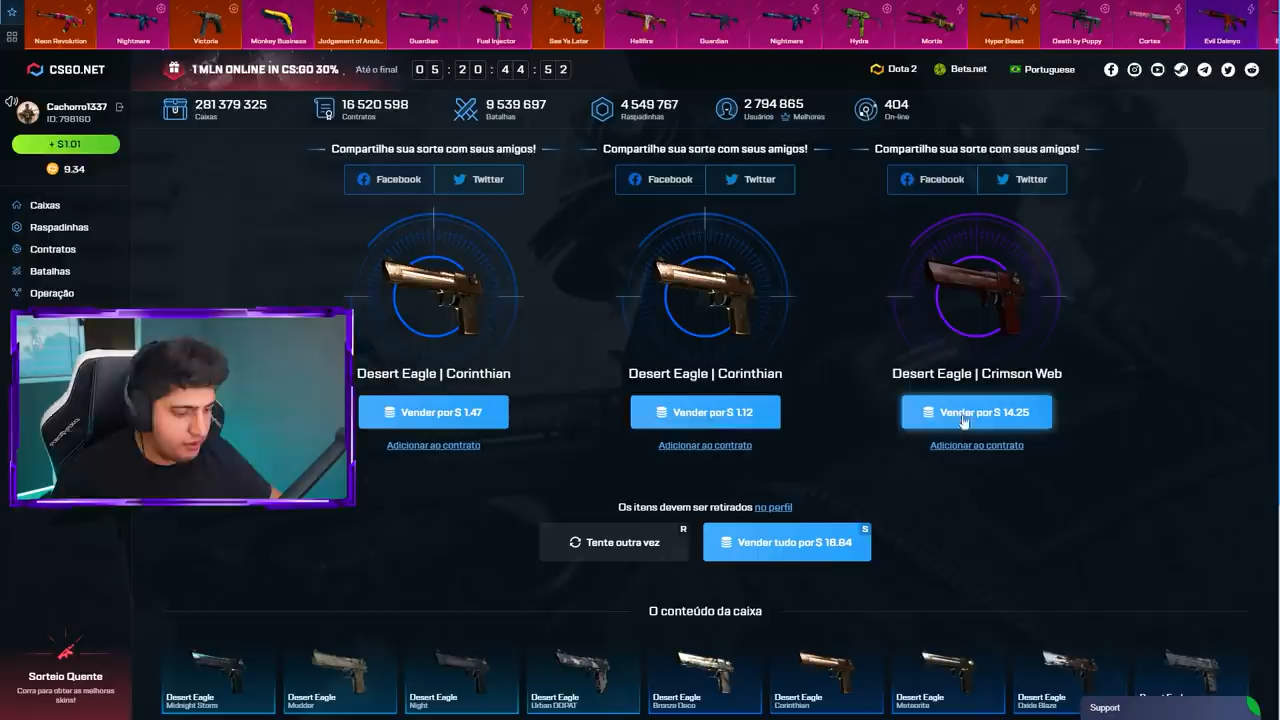 Neon Revolution
Nightmare
Victoria
Monkey Business
Judgement of Anub...
Guardian
Fuel Injector
See Ya Later
Hellfire
Guardian
Nightmare
Hydra
Mortis
Hyper Beast
Death by Puppy
Cortex
Evil Daimyo
CSGO.NET
1 MLN ONLINE IN CS:GO 30%
Até o final
05:20:44:52
Dota 2
Bets.net
Portuguese
Cachorro1337
ID: 798160
+ $1.01
9.34
281 379 325
Caixas
16 520 598
Contratos
9 539 697
Batalhas
4 549 767
Raspadinhas
2 794 865
Usuários
Melhores
404
On-line
Caixas
Raspadinhas
Contratos
Batalhas
Operação
Compartilhe sua sorte com seus amigos!
Facebook
Twitter
Compartilhe sua sorte com seus amigos!
Facebook
Twitter
Compartilhe sua sorte com seus amigos!
Facebook
Twitter
Desert Eagle | Corinthian
Vender por $ 1.47
Adicionar ao contrato
Desert Eagle | Corinthian
Vender por $ 1.12
Adicionar ao contrato
Desert Eagle | Crimson Web
Vender por $ 14.25
Adicionar ao contrato
Os itens devem ser retirados no perfil
Tente outra vez
R
Vender tudo por $ 16.84
S
O conteúdo da caixa
Desert Eagle
Midnight Storm
Desert Eagle
Mudder
Desert Eagle
Night
Desert Eagle
Urban DDPAT
Desert Eagle
Bronze Deco
Desert Eagle
Corinthian
Desert Eagle
Meteorite
Desert Eagle
Oxide Blaze
Desert Eagle
Sorteio Quente
Corra para obter as melhores
skins!
Support